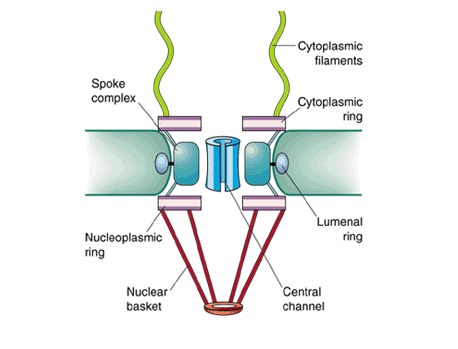 Cytoplasmic
filaments
Spoke
complex
Cytoplasmic
ring
Lumenal
ring
Nucleoplasmic
ring
Nuclear
basket
Central
channel